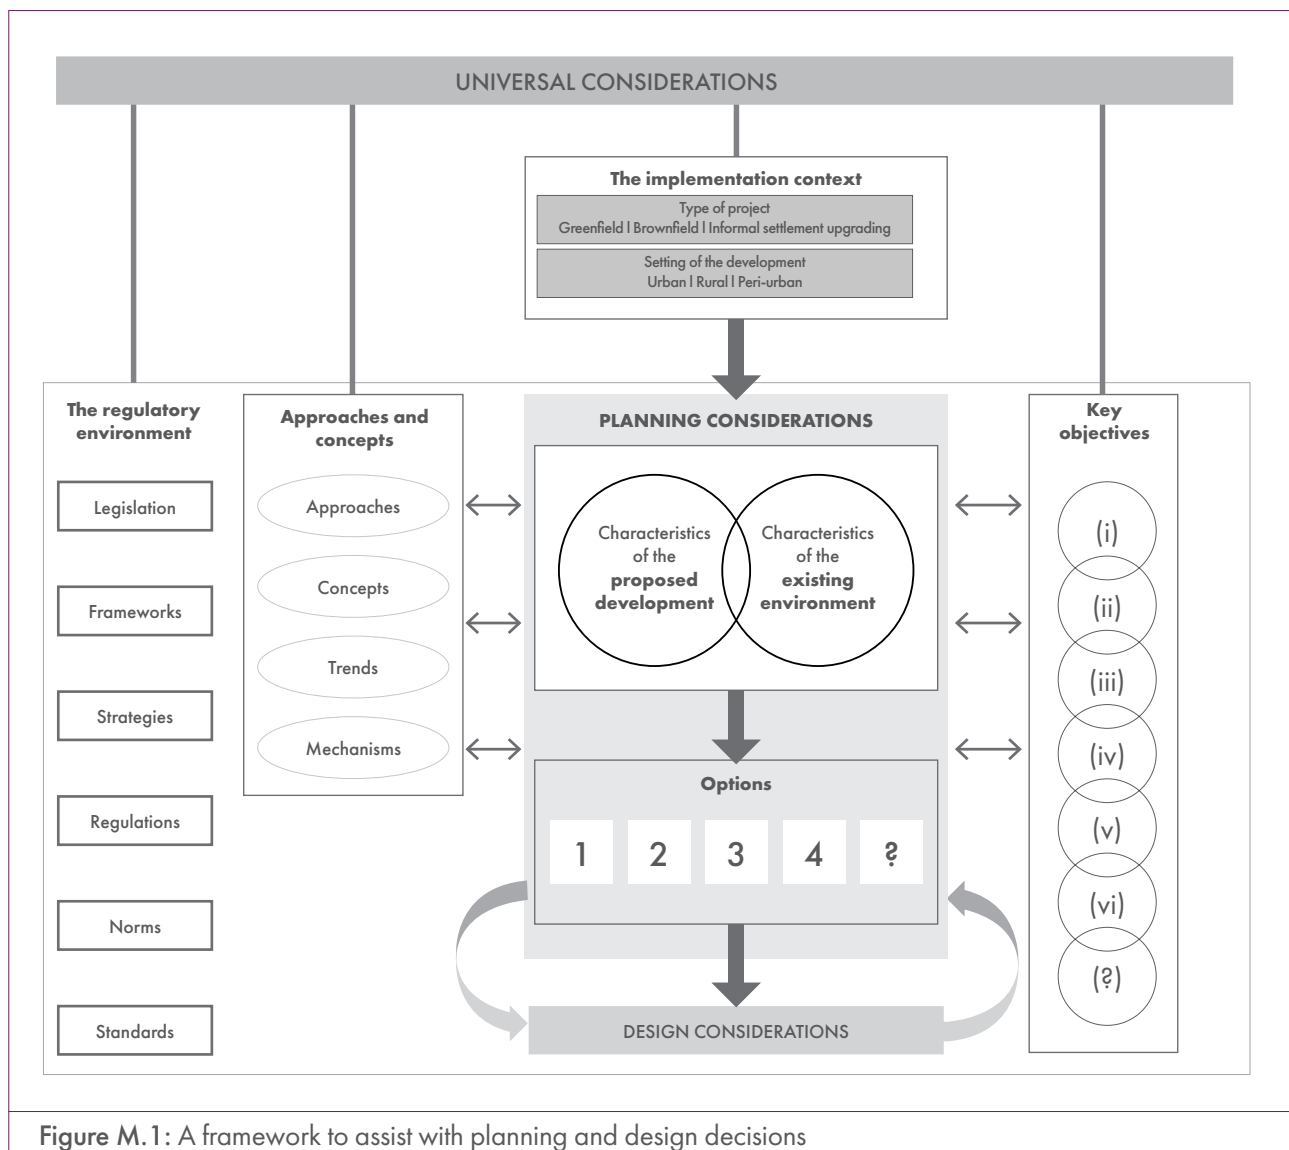 UNIVERSAL CONSIDERATIONS
The implementation context
Type of project
Greenfield I Brownfield I Informal settlement upgrading
Setting of the development
Urban I Rural I Peri-urban
The regulatory
environment
Legislation
Frameworks
Strategies
Regulations
Norms
Standards
Approaches and
concepts
Approaches
Concepts
Trends
Mechanisms
PLANNING CONSIDERATIONS
Characteristics
of the
proposed
development
Characteristics
of the
existing
environment
Options
1 2 3 4 ?
DESIGN CONSIDERATIONS
Key
objectives
(i)
(ii)
(iii)
(iv)
(v)
(vi)
(?)
Figure M.1: A framework to assist with planning and design decisions